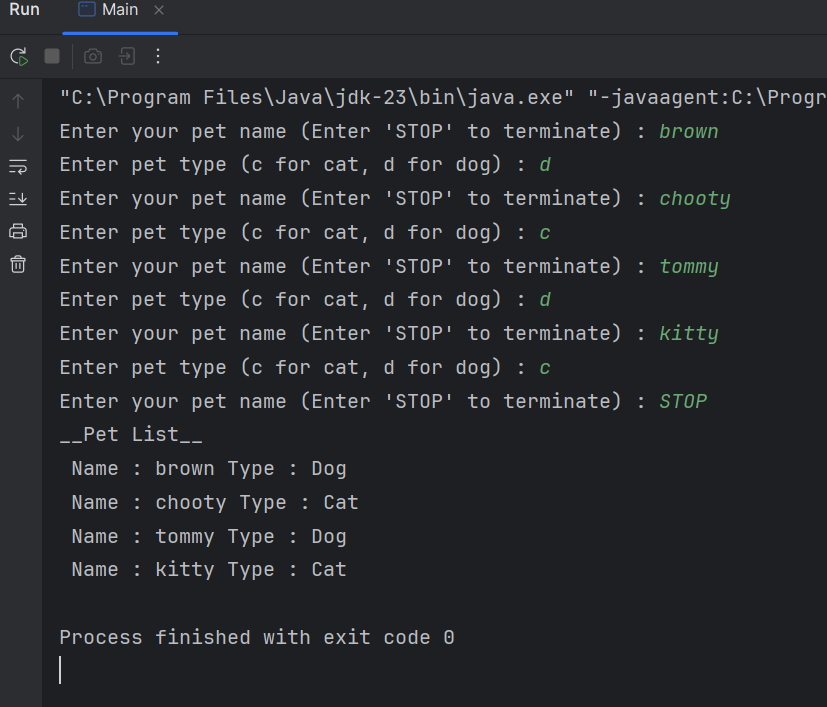 Run Main
"C:\Program Files\Java\jdk-23\bin\java.exe" "-javaagent:C:\Progr
Enter your pet name (Enter 'STOP' to terminate) : brown
Enter pet type (c for cat, d for dog) : d
Enter your pet name (Enter 'STOP' to terminate) : chooty
Enter pet type (c for cat, d for dog) : c
Enter your pet name (Enter 'STOP' to terminate) : tommy
Enter pet type (c for cat, d for dog) : d
Enter your pet name (Enter 'STOP' to terminate) : kitty
Enter pet type (c for cat, d for dog) : c
Enter your pet name (Enter 'STOP' to terminate) : STOP
__Pet List__
 Name : brown Type : Dog
 Name : chooty Type : Cat
 Name : tommy Type : Dog
 Name : kitty Type : Cat
Process finished with exit code 0